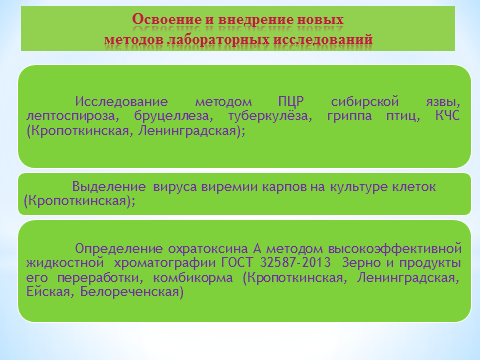 Освоение и внедрение новых
методов лабораторных исследований
Исследование методом ПЦР сибирской язвы,
лептоспироза, бруцеллеза, туберкулёза, гриппа птиц, КЧС
(Кропоткинская, Ленинградская);
Выделение вируса виремии карпов на культуре клеток
(Кропоткинская);
Определение охратоксина А методом высокоэффективной
жидкостной хроматографии ГОСТ 32587-2013 Зерно и продукты
его переработки, комбикорма (Кропоткинская, Ленинградская,
Ейская, Белореченская)